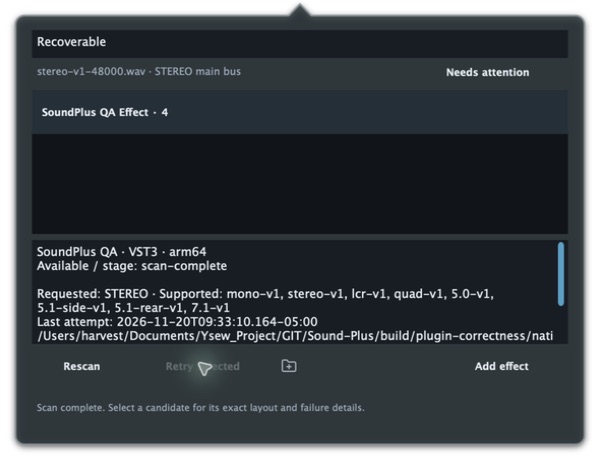 Recoverable
stereo-v1-48000.wav · STEREO main bus
Needs attention
SoundPlus QA Effect · 4
SoundPlus QA · VST3 · arm64
Available / stage: scan-complete
Requested: STEREO · Supported: mono-v1, stereo-v1, lcr-v1, quad-v1, 5.0-v1,
5.1-side-v1, 5.1-rear-v1, 7.1-v1
Last attempt: 2026-11-20T09:33:10.164-05:00
/Users/harvest/Documents/Ysew_Project/GIT/Sound-Plus/build/plugin-correctness/nati
Rescan
Retry
Add effect
Scan complete. Select a candidate for its exact layout and failure details.